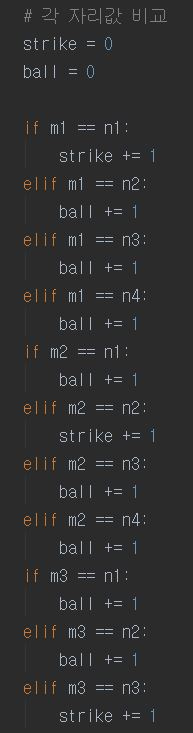 # 각 자리값 비교
strike = 0
ball = 0
if m1 == n1:
strike += 1
elif m1 == n2:
ball += 1
elif m1 == n3:
ball += 1
elif m1 == n4:
ball += 1
if m2 == n1:
ball += 1
elif m2 == n2:
strike += 1
elif m2 == n3:
ball += 1
elif m2 == n4:
ball += 1
if m3 == n1:
ball += 1
elif m3 == n2:
ball += 1
elif m3 == n3:
strike += 1